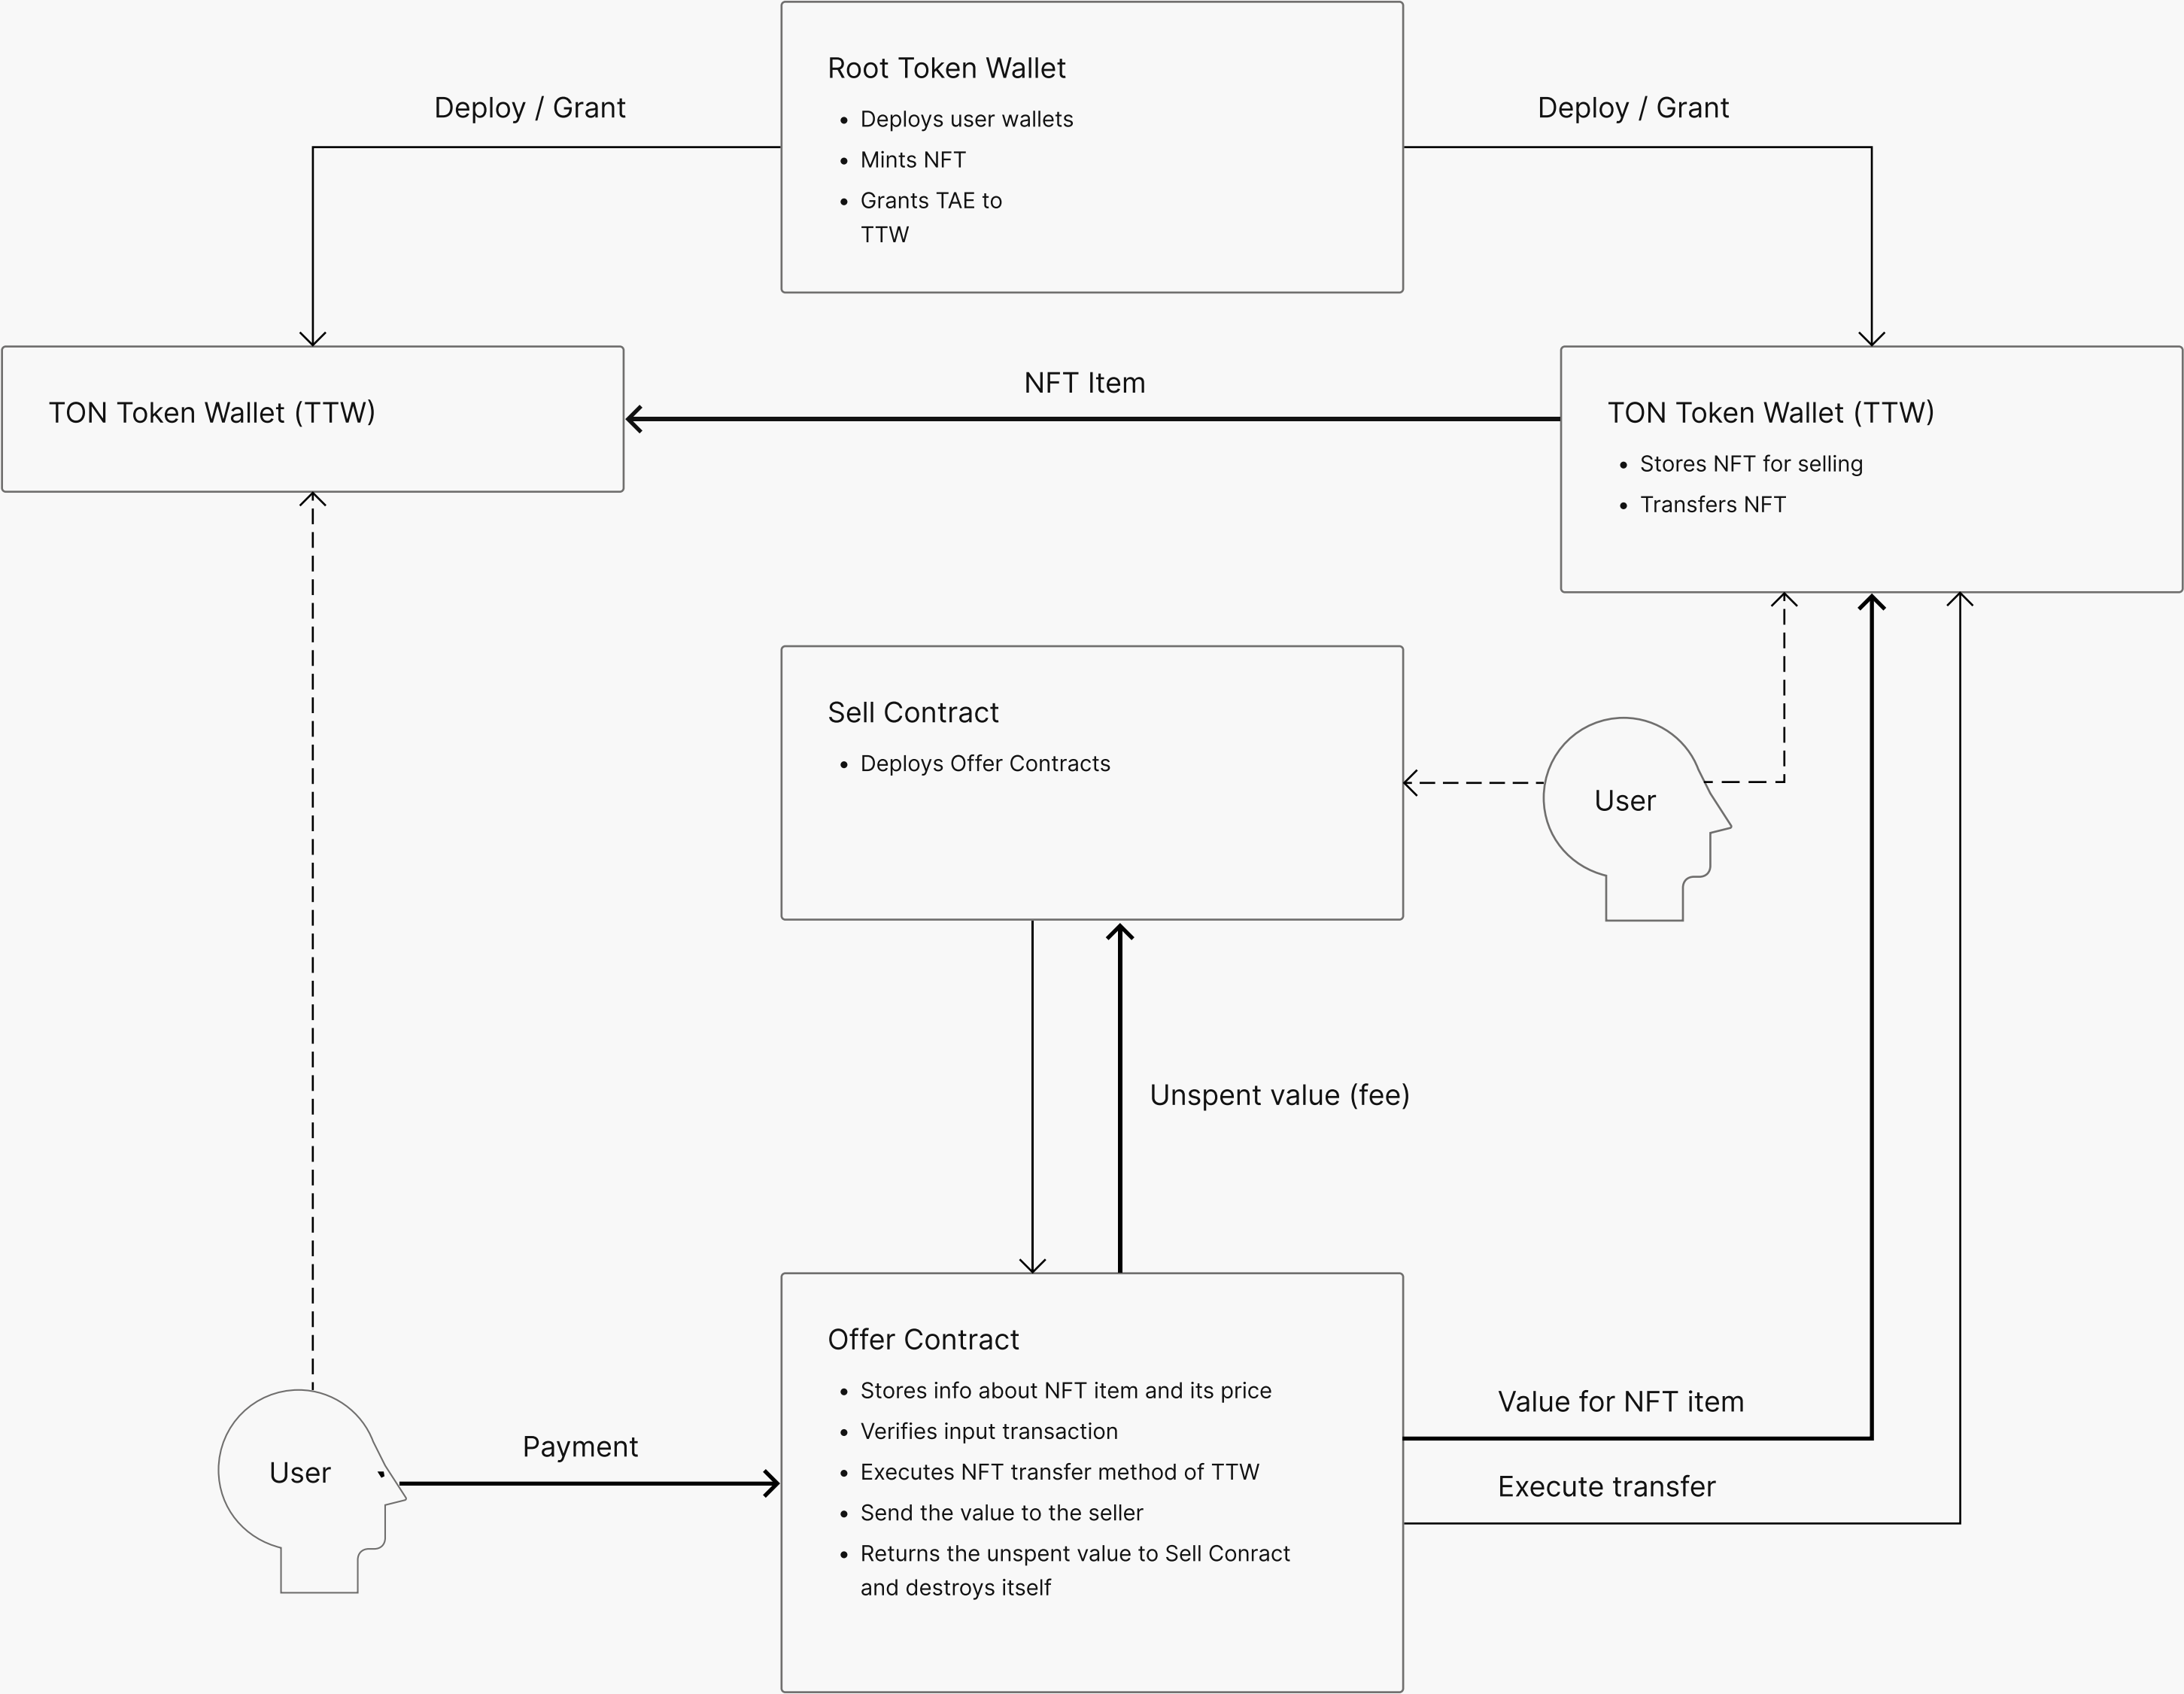 Root Token Wallet
• Deploys user wallets
• Mints NFT
• Grants TAE to
TTW
Deploy / Grant
Deploy / Grant
TON Token Wallet (TTW)
NFT Item
TON Token Wallet (TTW)
• Stores NFT for selling
• Transfers NFT
Sell Contract
• Deploys Offer Contracts
User
Unspent value (fee)
Offer Contract
• Stores info about NFT item and its price
• Verifies input transaction
• Executes NFT transfer method of TTW
• Send the value to the seller
• Returns the unspent value to Sell Conract
and destroys itself
User
Payment
Value for NFT item
Execute transfer